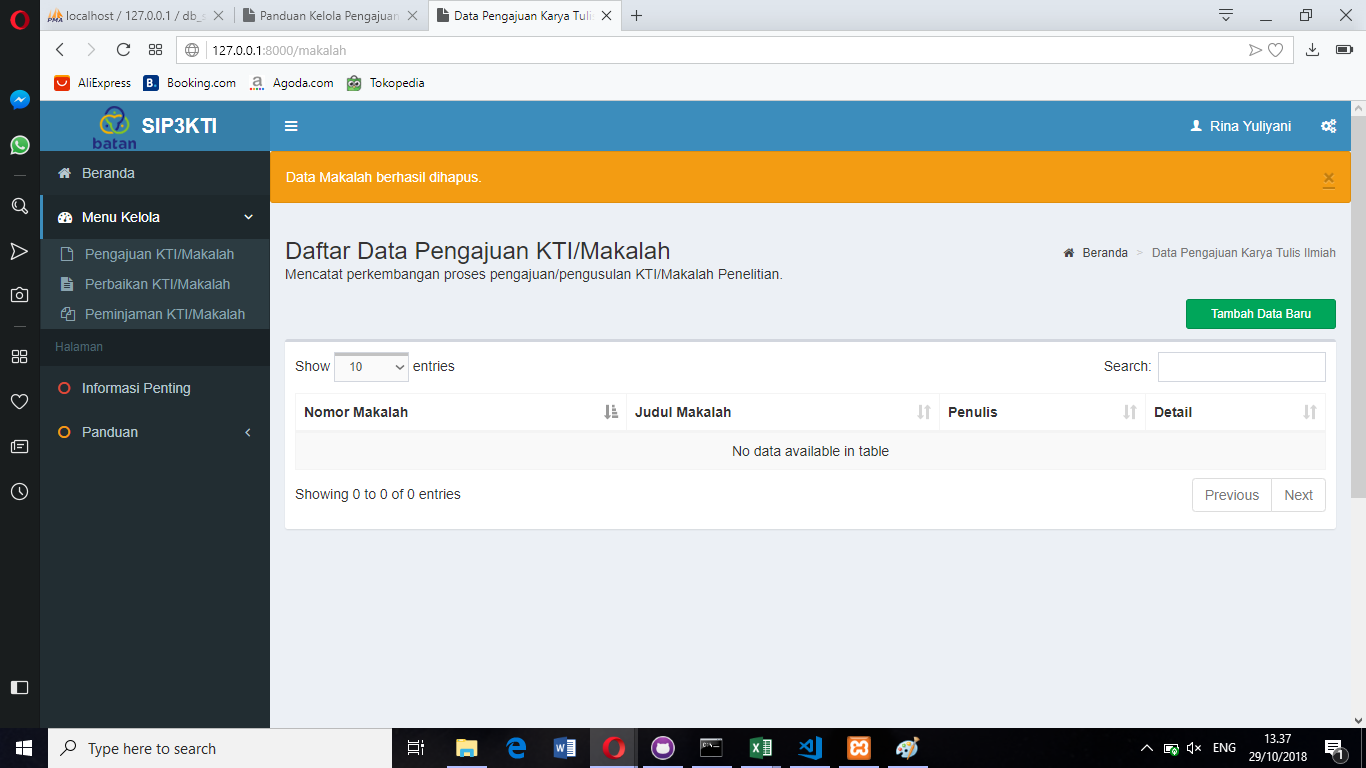 localhost / 127.0.0.1 / db_s
Panduan Kelola Pengajuan
Data Pengajuan Karya Tulis
127.0.0.1:8000/makalah
AliExpress
B. Booking.com
a Agoda.com
Tokopedia
batan
SIP3KTI
Rina Yuliyani
Beranda
Data Makalah berhasil dihapus.
×
Menu Kelola
Pengajuan KTI/Makalah
Perbaikan KTI/Makalah
Peminjaman KTI/Makalah
Halaman
Informasi Penting
Panduan
Daftar Data Pengajuan KTI/Makalah
Mencatat perkembangan proses pengajuan/pengusulan KTI/Makalah Penelitian.
Beranda > Data Pengajuan Karya Tulis Ilmiah
Tambah Data Baru
Show 10 entries
Search:
Nomor Makalah Judul Makalah Penulis Detail
No data available in table
Showing 0 to 0 of 0 entries
Previous Next
Type here to search
ENG
13.37
29/10/2018
1